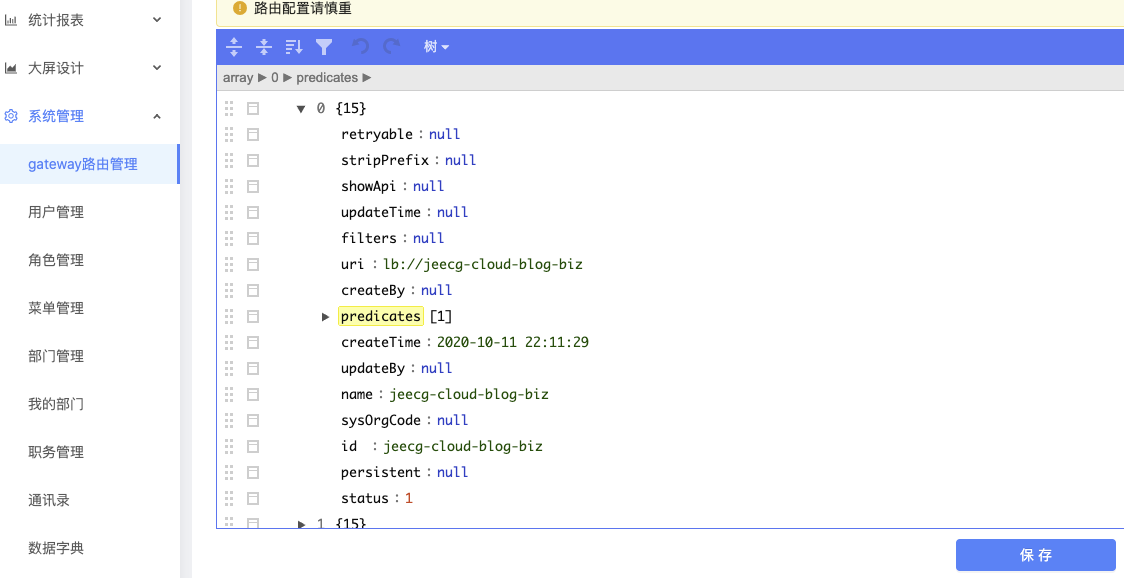 统计报表
大屏设计
系统管理
gateway路由管理
用户管理
角色管理
菜单管理
部门管理
我的部门
职务管理
通讯录
数据字典
路由配置请慎重
树
array ▶ 0 ▶ predicates ▶
0 {15}
retryable : null
stripPrefix : null
showApi : null
updateTime : null
filters : null
uri : lb://jeecg-cloud-blog-biz
createBy : null
predicates [1]
createTime : 2020-10-11 22:11:29
updateBy : null
name : jeecg-cloud-blog-biz
sysOrgCode : null
id : jeecg-cloud-blog-biz
persistent : null
status : 1
1 {15}
保 存